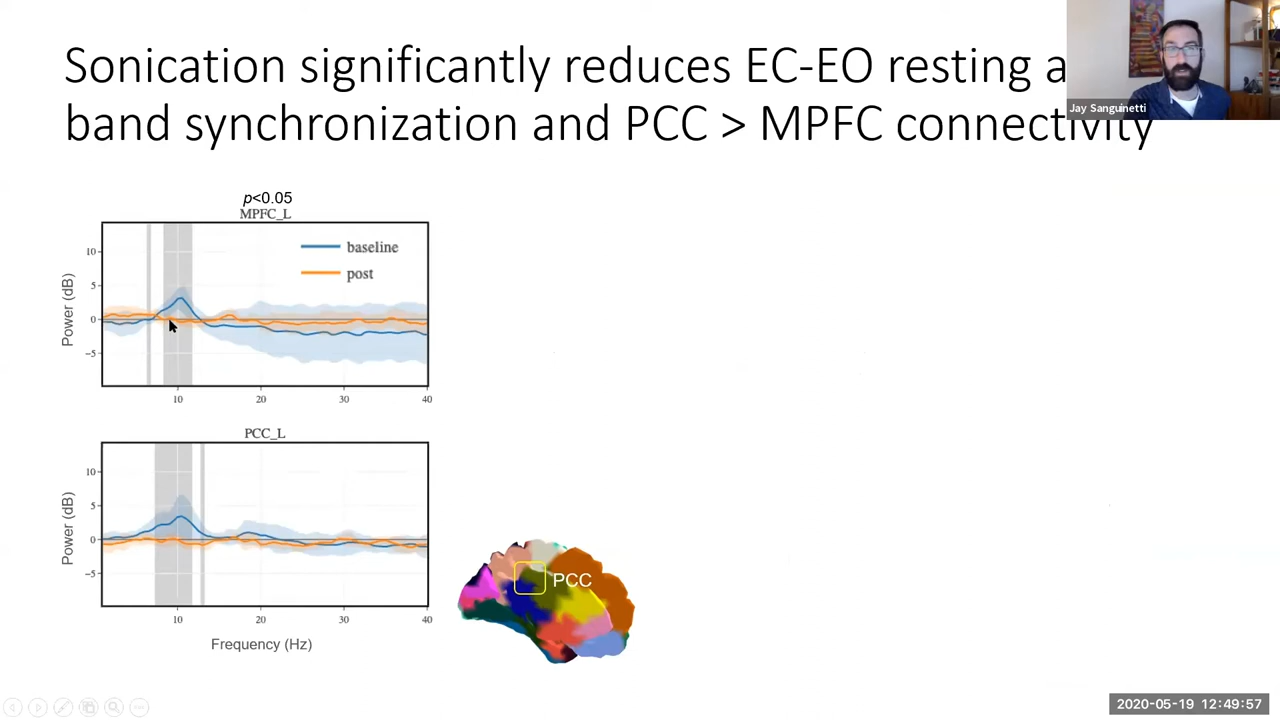 Sonication significantly reduces EC-EO resting a
band synchronization and PCC > MPFC connectivity
Jay Sanguinetti
p<0.05
MPFC_L
baseline
post
10
5
0
−5
Power (dB)
10
20
30
40
PCC_L
10
5
0
−5
Power (dB)
10
20
30
40
Frequency (Hz)
PCC
2020-05-19 12:49:57